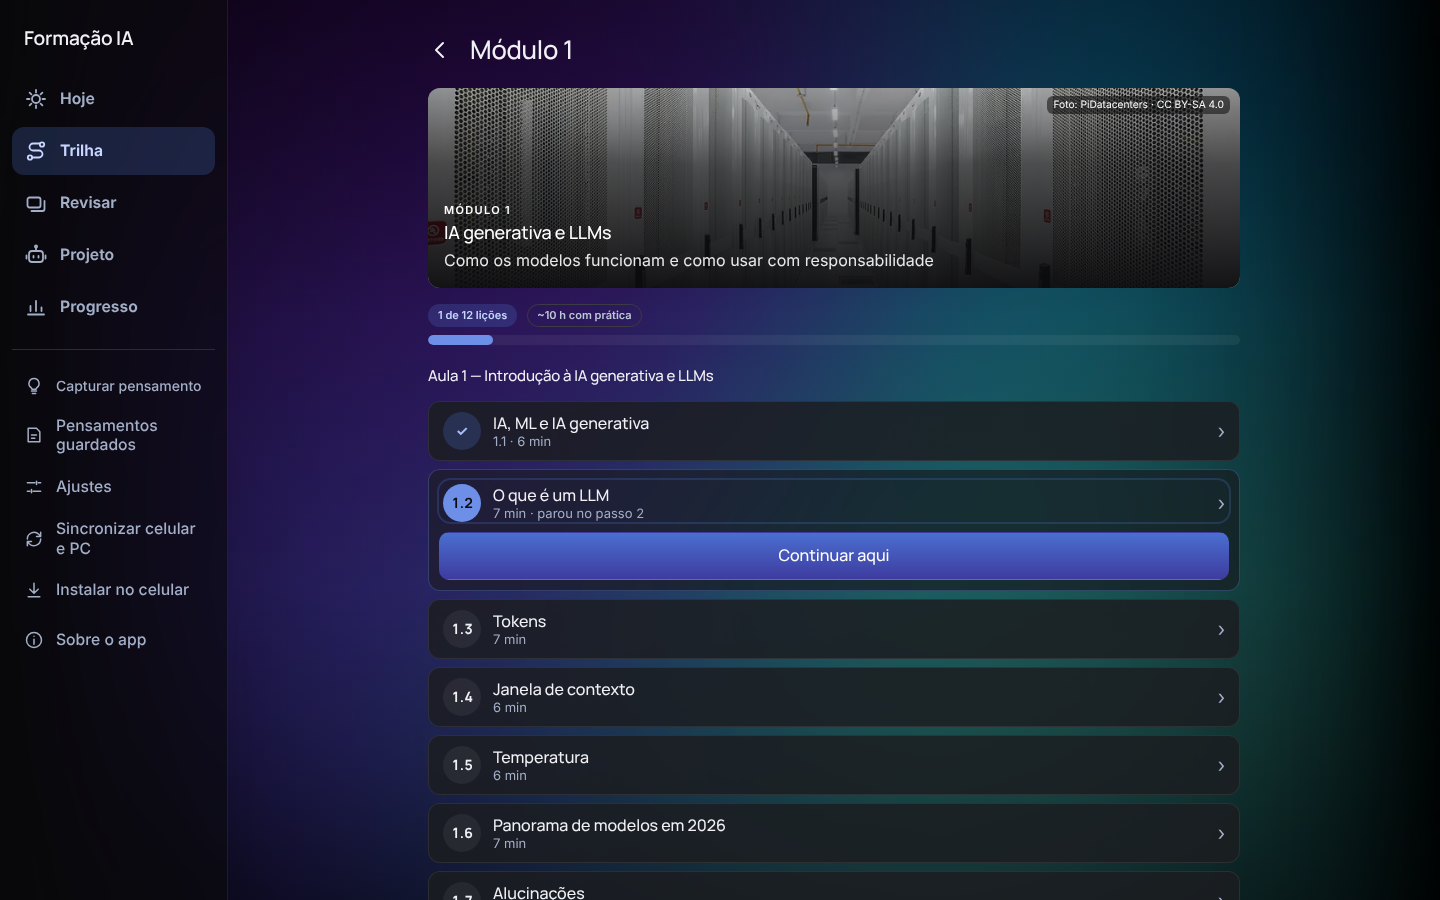 Formação IA
Hoje
Trilha
Revisar
Projeto
Progresso
Capturar pensamento
Pensamentos
guardados
Ajustes
Sincronizar celular
e PC
Instalar no celular
Sobre o app
Módulo 1
Foto: PiDatacenters · CC BY-SA 4.0
MÓDULO 1
IA generativa e LLMs
Como os modelos funcionam e como usar com responsabilidade
1 de 12 lições
~10 h com prática
Aula 1 — Introdução à IA generativa e LLMs
IA, ML e IA generativa
1.1 · 6 min
1.2
O que é um LLM
7 min · parou no passo 2
Continuar aqui
1.3
Tokens
7 min
1.4
Janela de contexto
6 min
1.5
Temperatura
6 min
1.6
Panorama de modelos em 2026
7 min
1.7
Alucinações